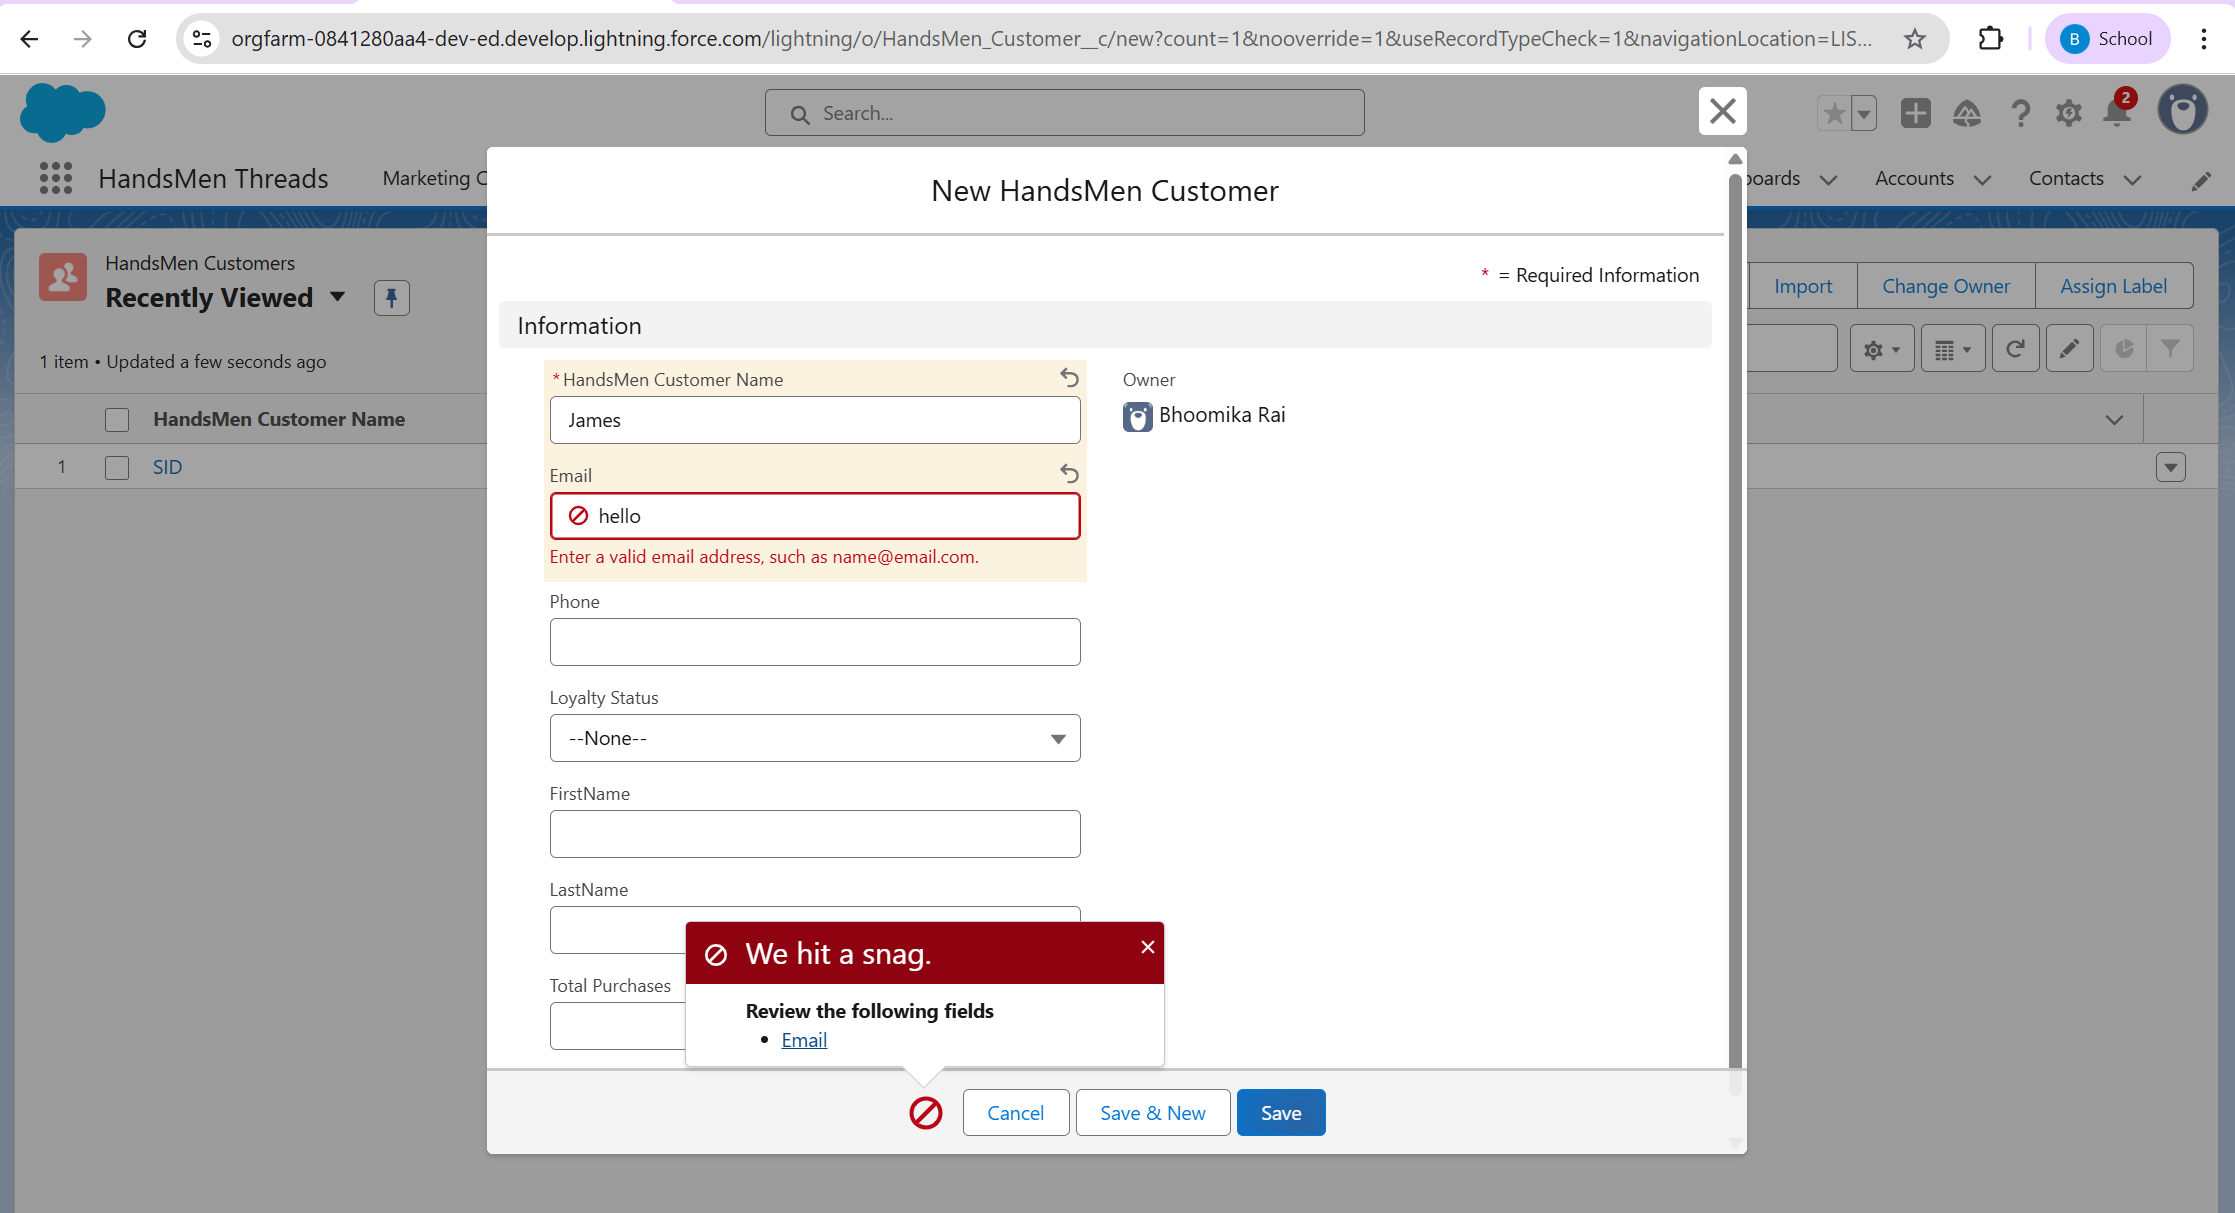 orgfarm-0841280aa4-dev-ed.develop.lightning.force.com/lightning/o/HandsMen_Customer__c/new?count=1&nooverride=1&useRecordTypeCheck=1&navigationLocation=LIS...
B School
Search...
2
HandsMen Threads
Marketing C
boards
Accounts
Contacts
New HandsMen Customer
* = Required Information
HandsMen Customers
Recently Viewed
Import
Change Owner
Assign Label
Information
1 item • Updated a few seconds ago
*HandsMen Customer Name
Owner
James
Bhoomika Rai
HandsMen Customer Name
1
SID
Email
hello
Enter a valid email address, such as name@email.com.
Phone
Loyalty Status
--None--
FirstName
LastName
We hit a snag.
Total Purchases
Review the following fields
• Email
Cancel
Save & New
Save